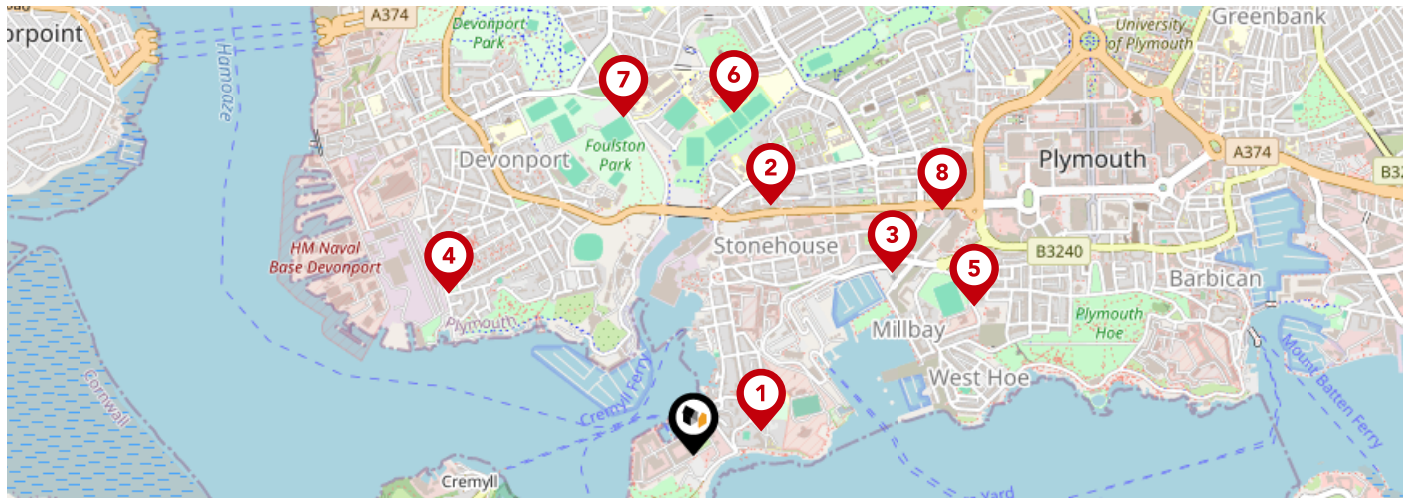 orpoint
A374
Devonport
Park
University
of Plymouth
Greenbank
Hamoaze
7
6
Devonport
Foulston
Park
2
8
Plymouth
A374
B32
HM Naval
Base Devonport
4
Stonehouse
3
5
B3240
Barbican
Plymouth
Millbay
Plymouth
Hoe
Cornwall
Cremyll Ferry
West Hoe
Mount Batten Ferry
1
Cremyll
Yard